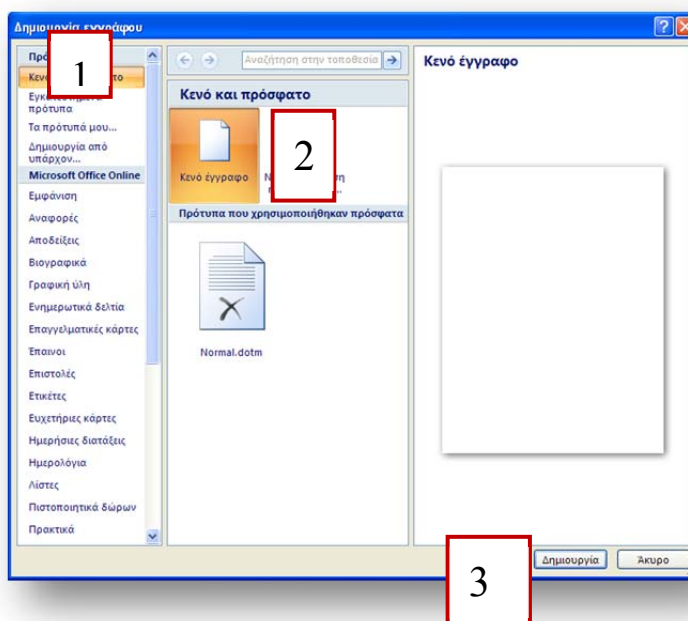 Δημιουργία εγγράφου
1
Εγκατεστημένα
πρότυπα
Τα πρότυπά μου...
Δημιουργία από
υπάρχον...
Microsoft Office Online
Εμφάνιση
Αναφορές
Αποδείξεις
Βιογραφικά
Γραφική ύλη
Ενημερωτικά δελτία
Επαγγελματικές κάρτες
Έπαινοι
Επιστολές
Ετικέτες
Ευχετήριες κάρτες
Ημερήσιες διατάξεις
Ημερολόγια
Λίστες
Πιστοποιητικά δώρων
Πρακτικά
Αναζήτηση στην τοποθεσία
Κενό και πρόσφατο
Κενό έγγραφο
2
Πρότυπα που χρησιμοποιήθηκαν πρόσφατα
Normal.dotm
Κενό έγγραφο
3
Δημιουργία Άκυρο